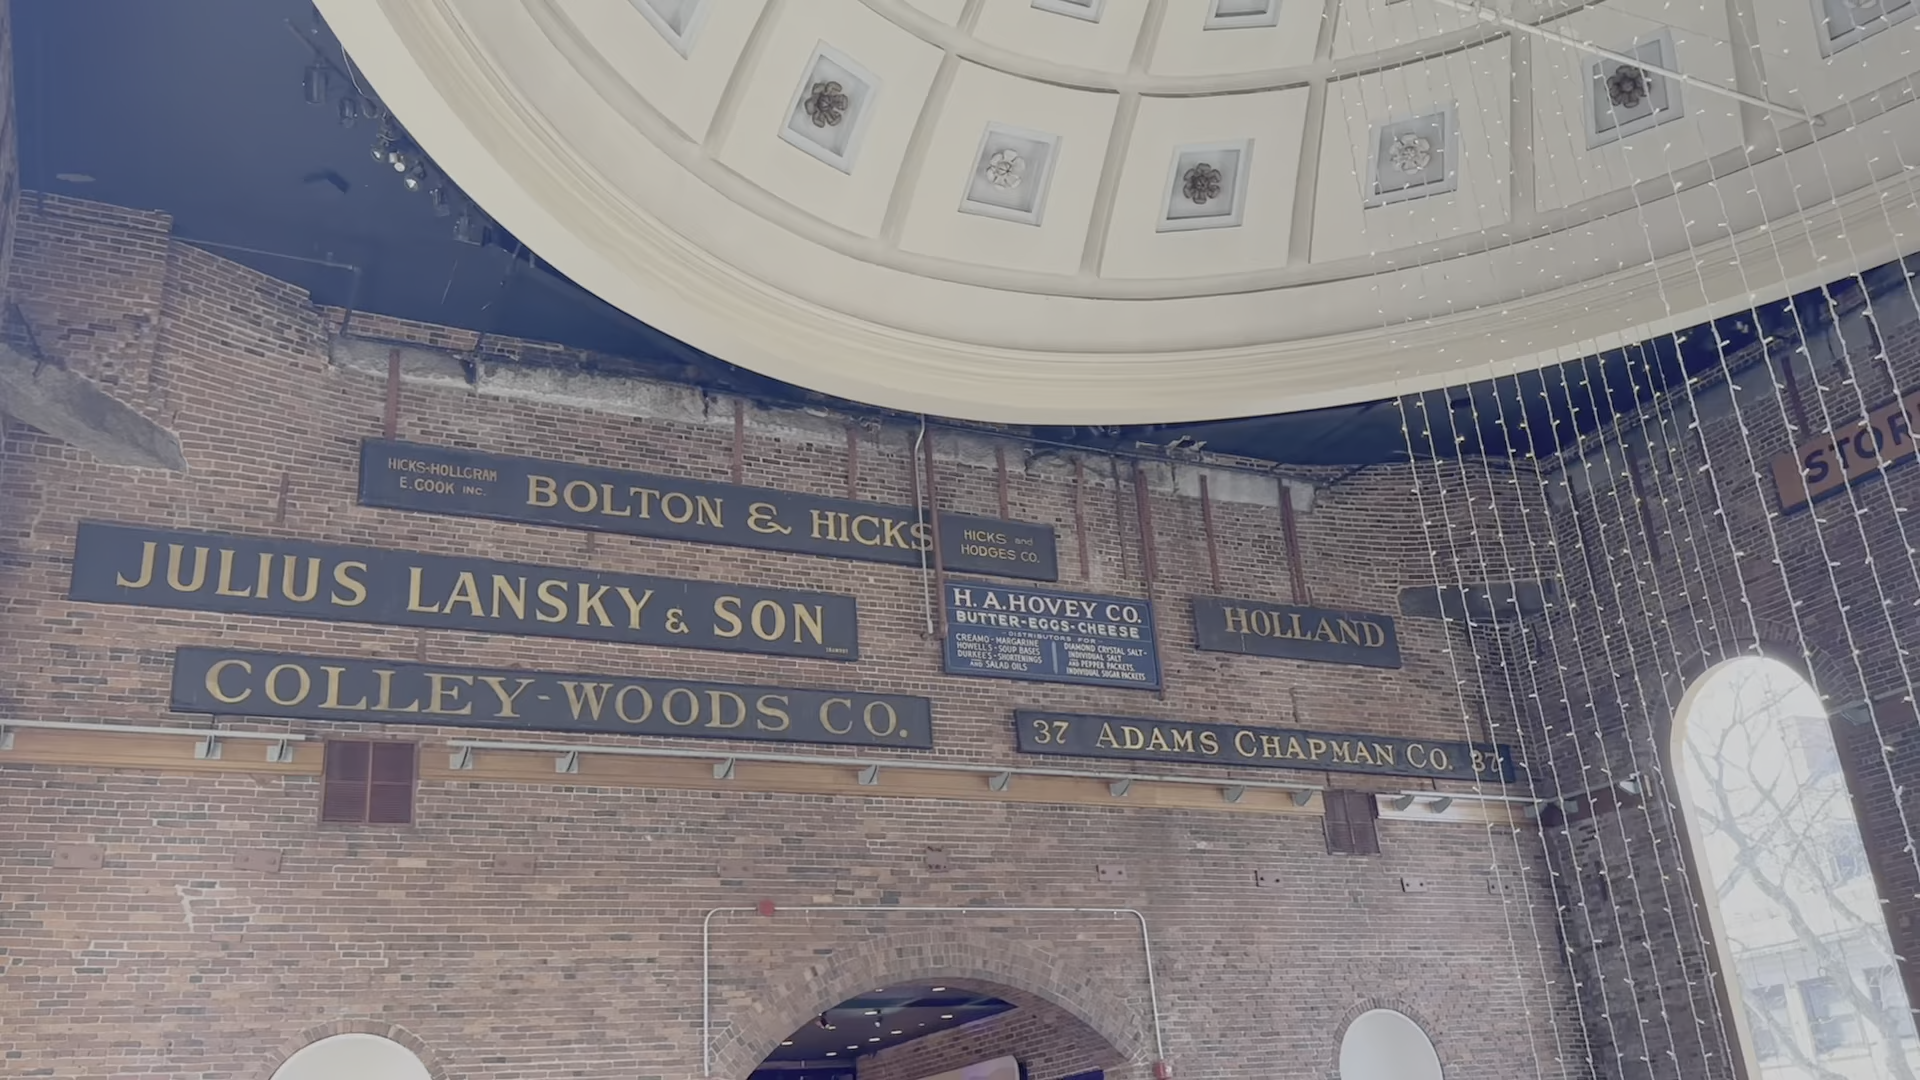 HICKS-HOLLGRAM
E.COOK INC.
BOLTON & HICKS
HICKS and
HODGES CO.
JULIUS LANSKY & SON
H. A. HOVEY CO.
BUTTER-EGGS-CHEESE
DISTRIBUTORS FOR
CREAMO-MARGARINE
HOWELL'S-SOUP BASES
DURKEE'S-SHORTENINGS
AND SALAD OILS
DIAMOND CRYSTAL SALT-
INDIVIDUAL SALT
AND PEPPER PACKETS.
INDIVIDUAL SUGAR PACKETS
HOLLAND
COLLEY-WOODS CO.
37 ADAMS CHAPMAN CO. 37